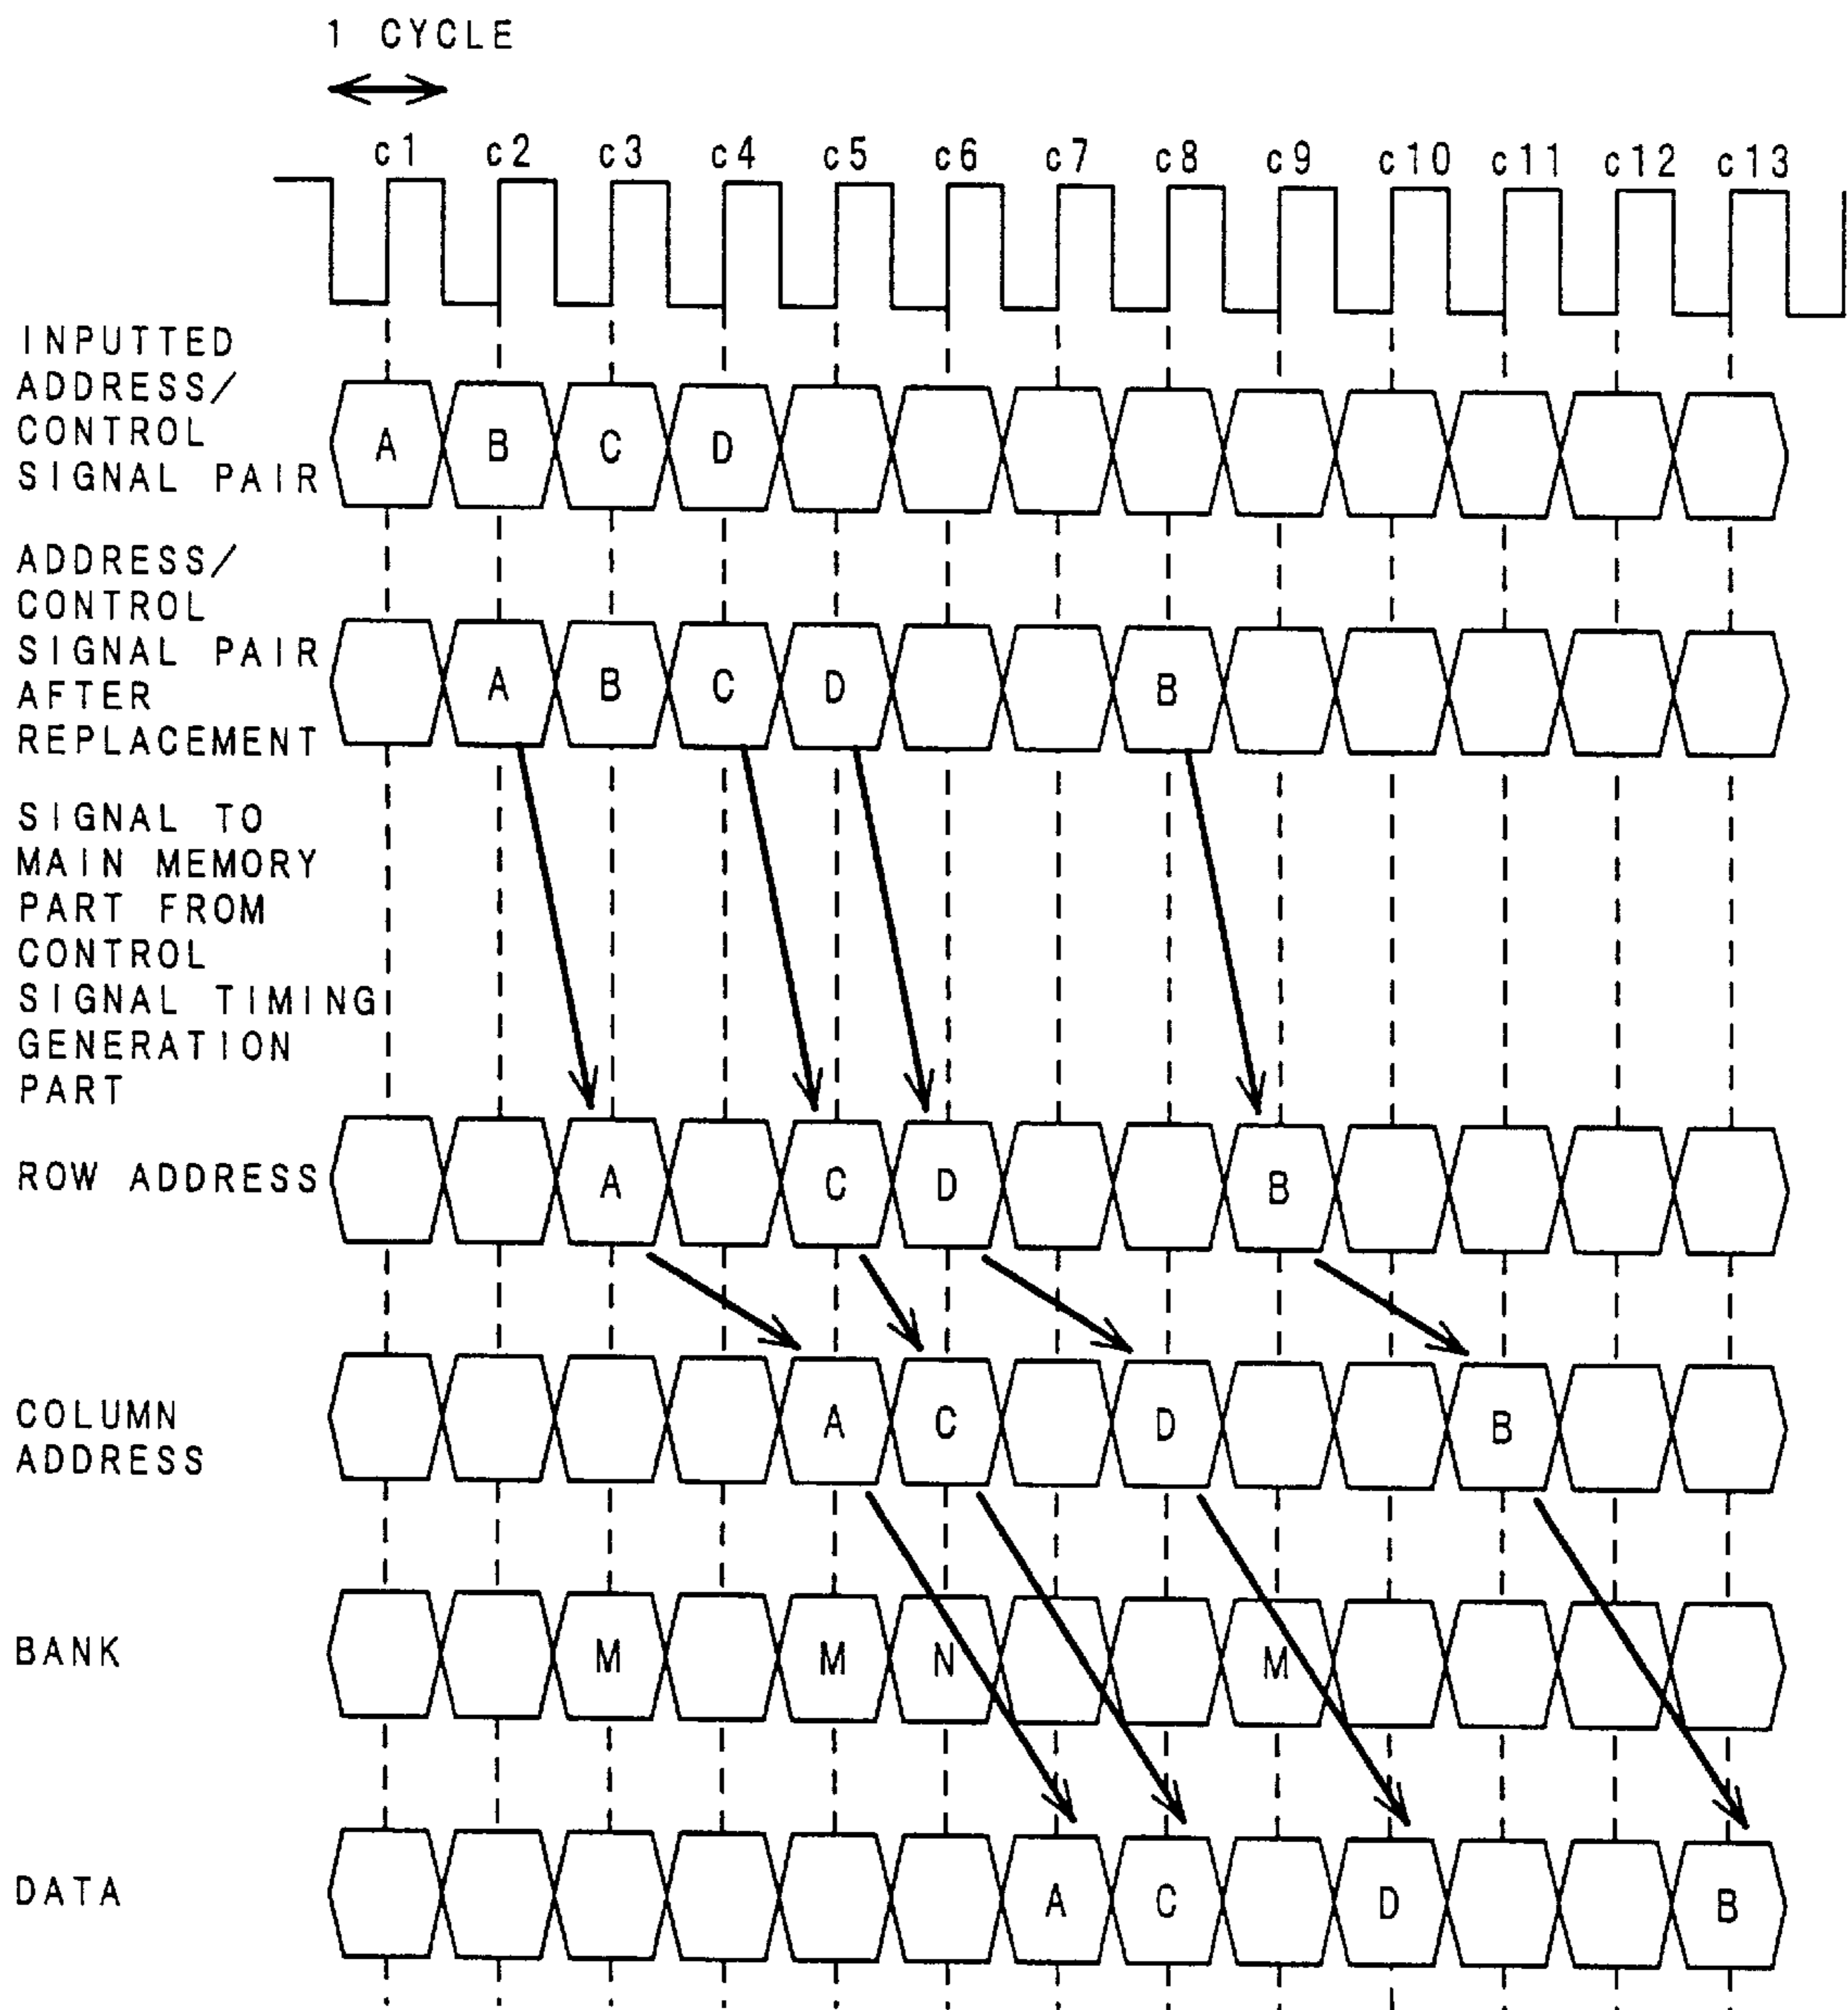 1 CYCLE
c1 c2 c3 c4 c5 c6 c7 c8 c9 c10 c11 c12 c13
INPUTTED
ADDRESS/
CONTROL
SIGNAL PAIR
A B C D
ADDRESS/
CONTROL
SIGNAL PAIR
AFTER
REPLACEMENT
A B C D B
SIGNAL TO
MAIN MEMORY
PART FROM
CONTROL
SIGNAL TIMING
GENERATION
PART
ROW ADDRESS
A C D B
COLUMN
ADDRESS
A C D B
BANK
M M N M
DATA
A C D B